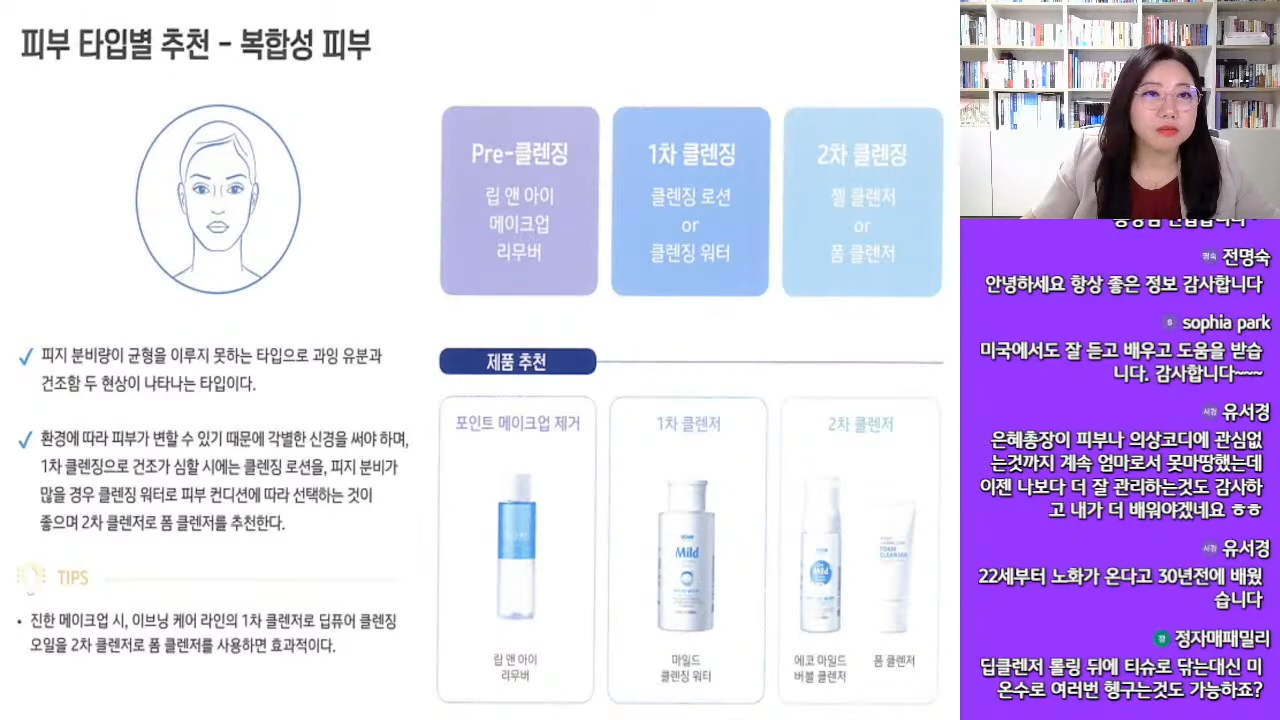 피부 타입별 추천 - 복합성 피부
Pre-클렌징
립 앤 아이
메이크업
리무버
1차 클렌징
클렌징 로션
or
클렌징 워터
2차 클렌징
젤 클렌저
or
폼 클렌저
피지 분비량이 균형을 이루지 못하는 타입으로 과잉 유분과
건조함 두 현상이 나타나는 타입이다.
환경에 따라 피부가 변할 수 있기 때문에 각별한 신경을 써야 하며,
1차 클렌징으로 건조가 심할 시에는 클렌징 로션을, 피지 분비가
많을 경우 클렌징 워터로 피부 컨디션에 따라 선택하는 것이
좋으며 2차 클렌저로 폼 클렌저를 추천한다.
TIPS
• 진한 메이크업 시, 이브닝 케어 라인의 1차 클렌저로 딥퓨어 클렌징
오일을 2차 클렌저로 폼 클렌저를 사용하면 효과적이다.
제품 추천
포인트 메이크업 제거
립 앤 아이
리무버
1차 클렌저
Mild
마일드
클렌징 워터
2차 클렌저
Mild
FOAM
CLEANSER
에코 마일드
버블 클렌저
폼 클렌저
명숙 전명숙
안녕하세요 항상 좋은 정보 감사합니다
s sophia park
미국에서도 잘 듣고 배우고 도움을 받습
니다. 감사합니다~~~
서경 유서경
은혜총장이 피부나 의상코디에 관심없
는것까지 계속 엄마로서 못마땅했는데
이젠 나보다 더 잘 관리하는것도 감사하
고 내가 더 배워야겠네요 ㅎㅎ
서경 유서경
22세부터 노화가 온다고 30년전에 배웠
습니다
정자매패밀리
딥클렌저 롤링 뒤에 티슈로 닦는대신 미
온수로 여러번 헹구는것도 가능하죠?